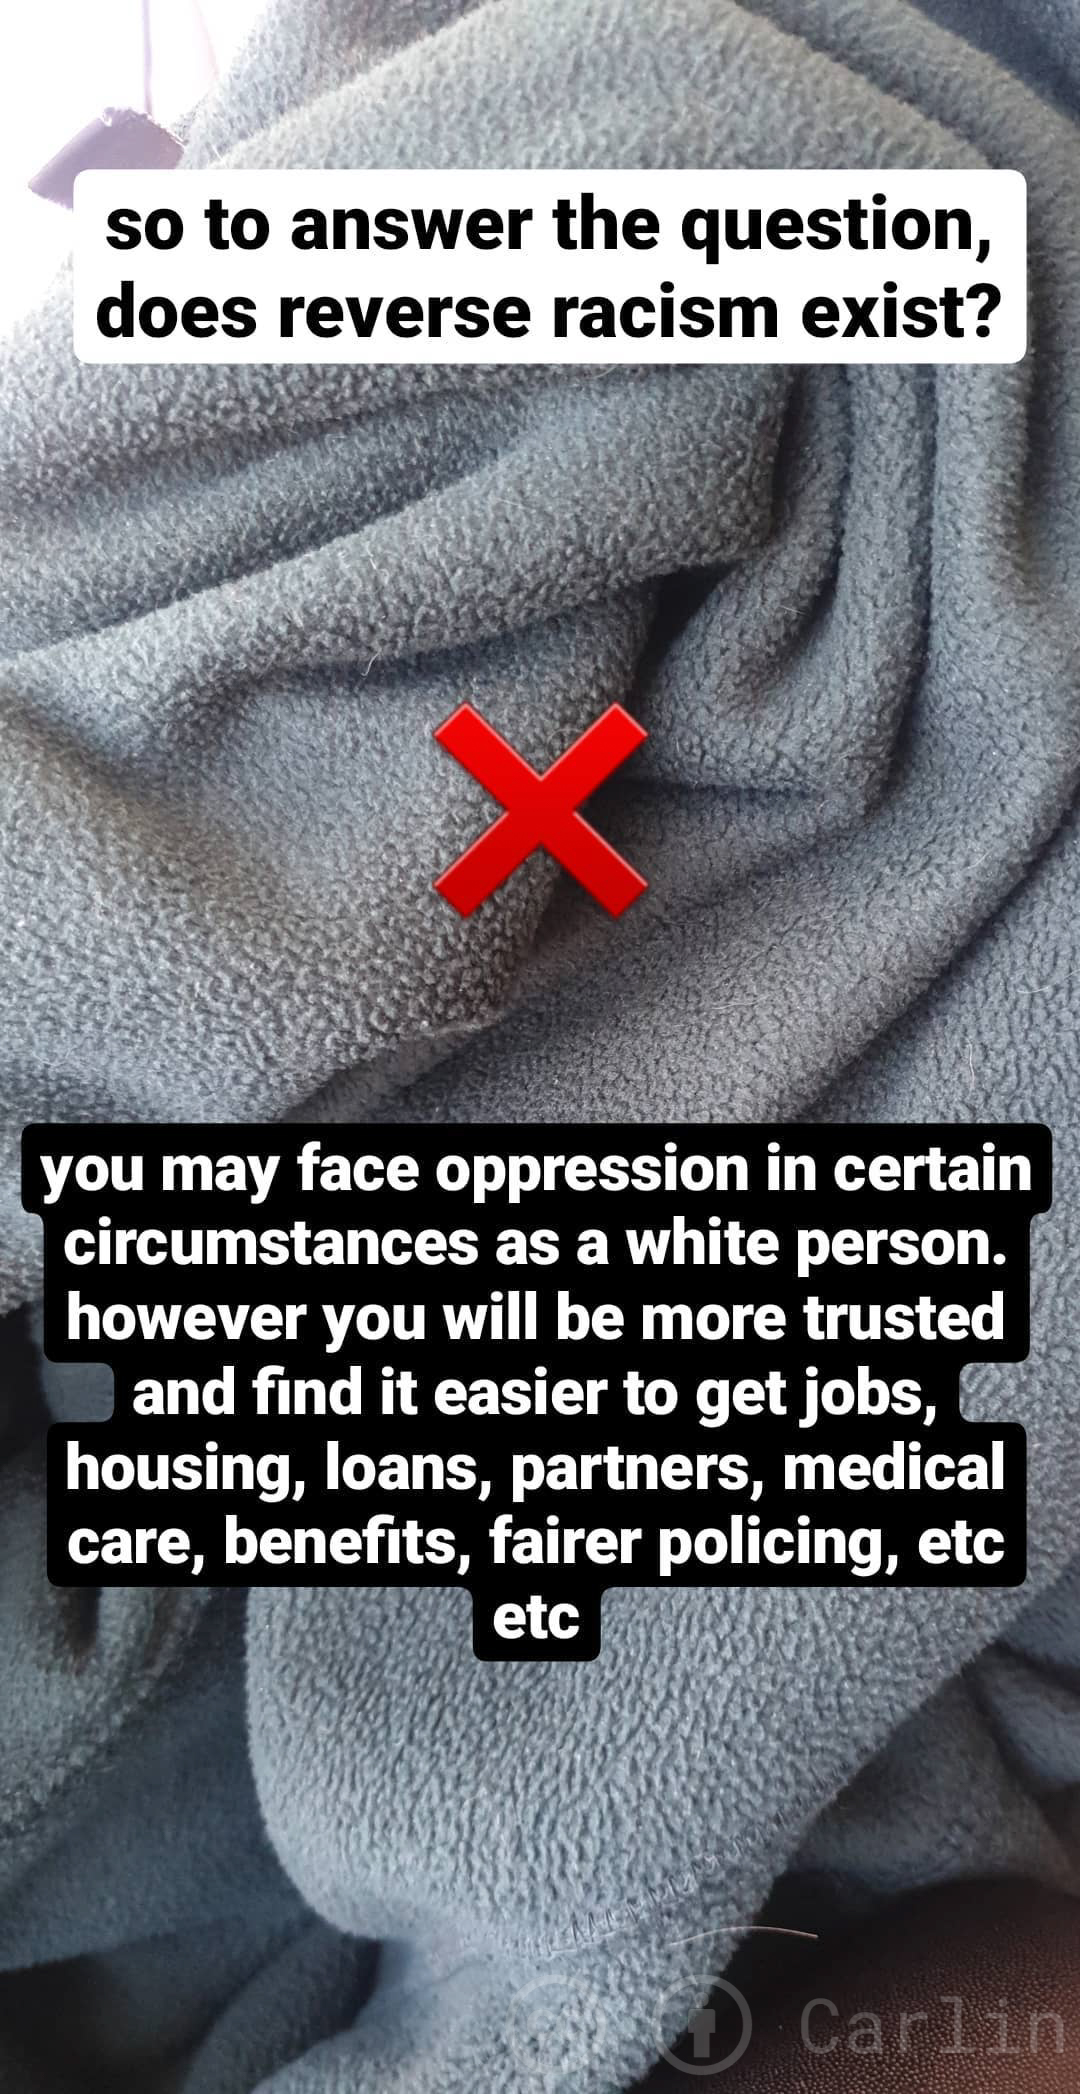 so to answer the question,
does reverse racism exist?
you may face oppression in certain
circumstances as a white person.
however you will be more trusted
and find it easier to get jobs,
housing, loans, partners, medical
care, benefits, fairer policing, etc
etc
Carlin